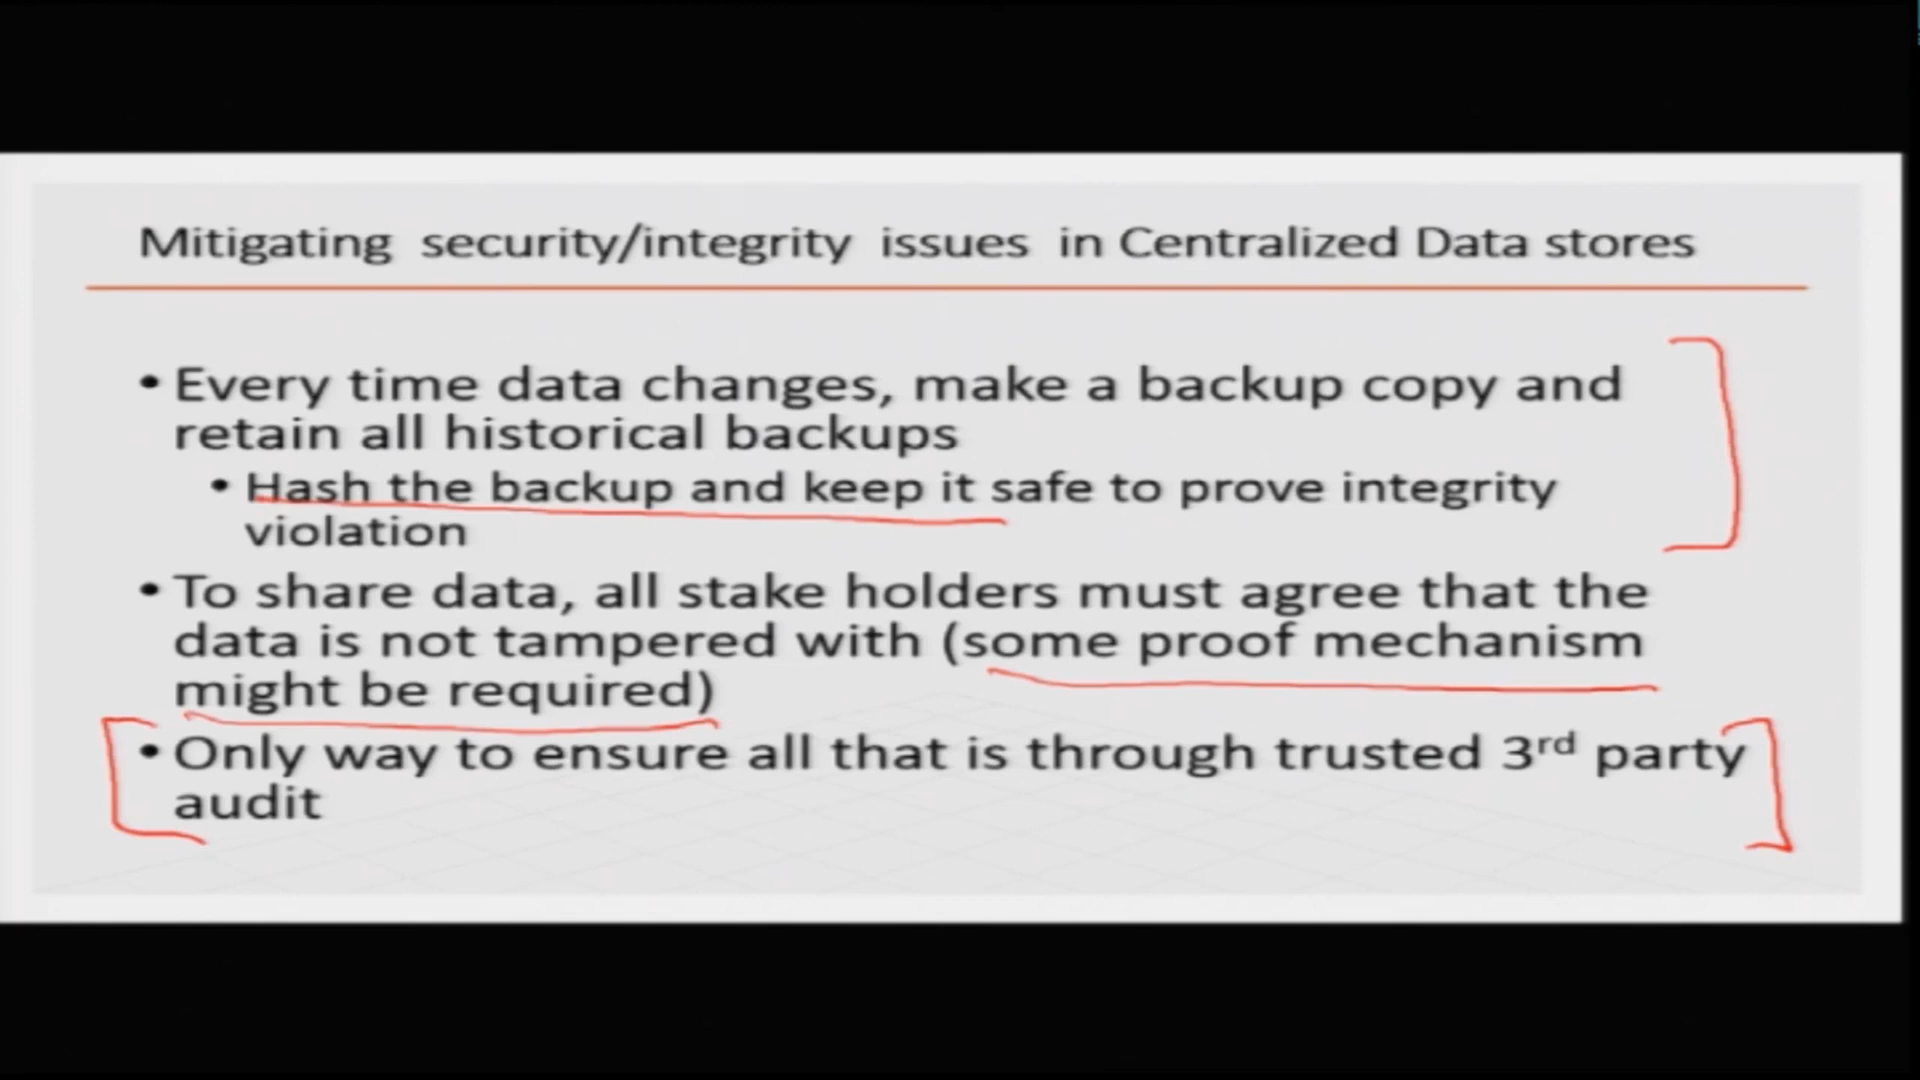 Mitigating security/integrity issues in Centralized Data stores
• Every time data changes, make a backup copy and
retain all historical backups
• Hash the backup and keep it safe to prove integrity
violation
• To share data, all stake holders must agree that the
data is not tampered with (some proof mechanism
might be required)
• Only way to ensure all that is through trusted 3rd party
audit